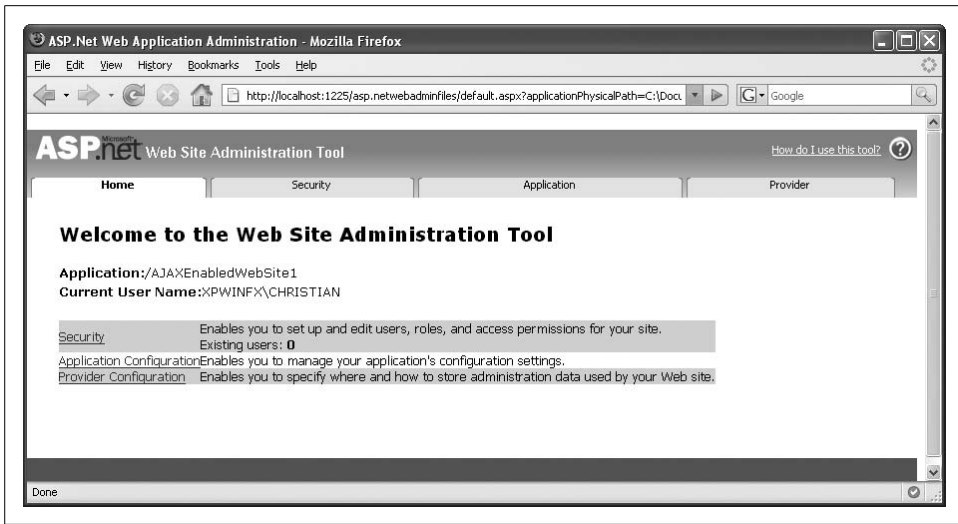 ASP.Net Web Application Administration - Mozilla Firefox
File Edit View History Bookmarks Tools Help
http://localhost:1225/asp.netwebadminfiles/default.aspx?applicationPhysicalPath=C:\Docu
G Google
Microsoft
ASP.net Web Site Administration Tool How do I use this tool? ?
Home Security Application Provider
Welcome to the Web Site Administration Tool
Application:/AJAXEnabledWebSite1
Current User Name:XPWINFX\CHRISTIAN
Security Enables you to set up and edit users, roles, and access permissions for your site.
Existing users: 0
Application Configuration Enables you to manage your application's configuration settings.
Provider Configuration Enables you to specify where and how to store administration data used by your Web site.
Done